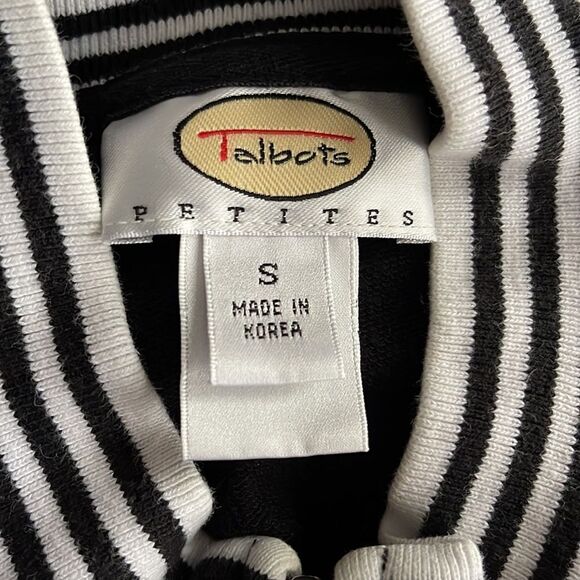 Talbots
PETITES
S
MADE IN
KOREA